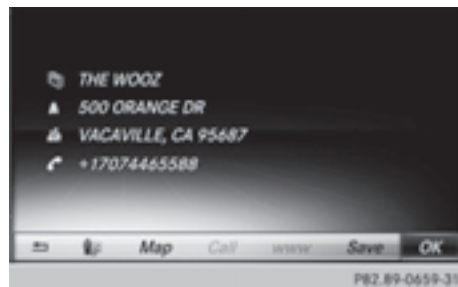 THE WOOZ
500 ORANGE DR
VACAVILLE, CA 95687
+17074465588
Map Call www Save OK
P82.89-0659-31